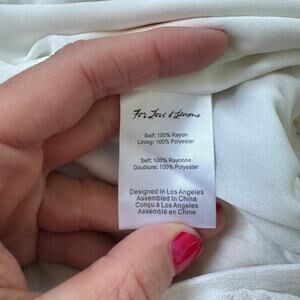 For Love & Lemons
Self: 100% Rayon
Lining: 100% Polyester
Self: 100% Rayonne
Doublure: 100% Polyester
Designed In Los Angeles
Assembled In China
Conçu à Los Angeles
Assemblé en Chine